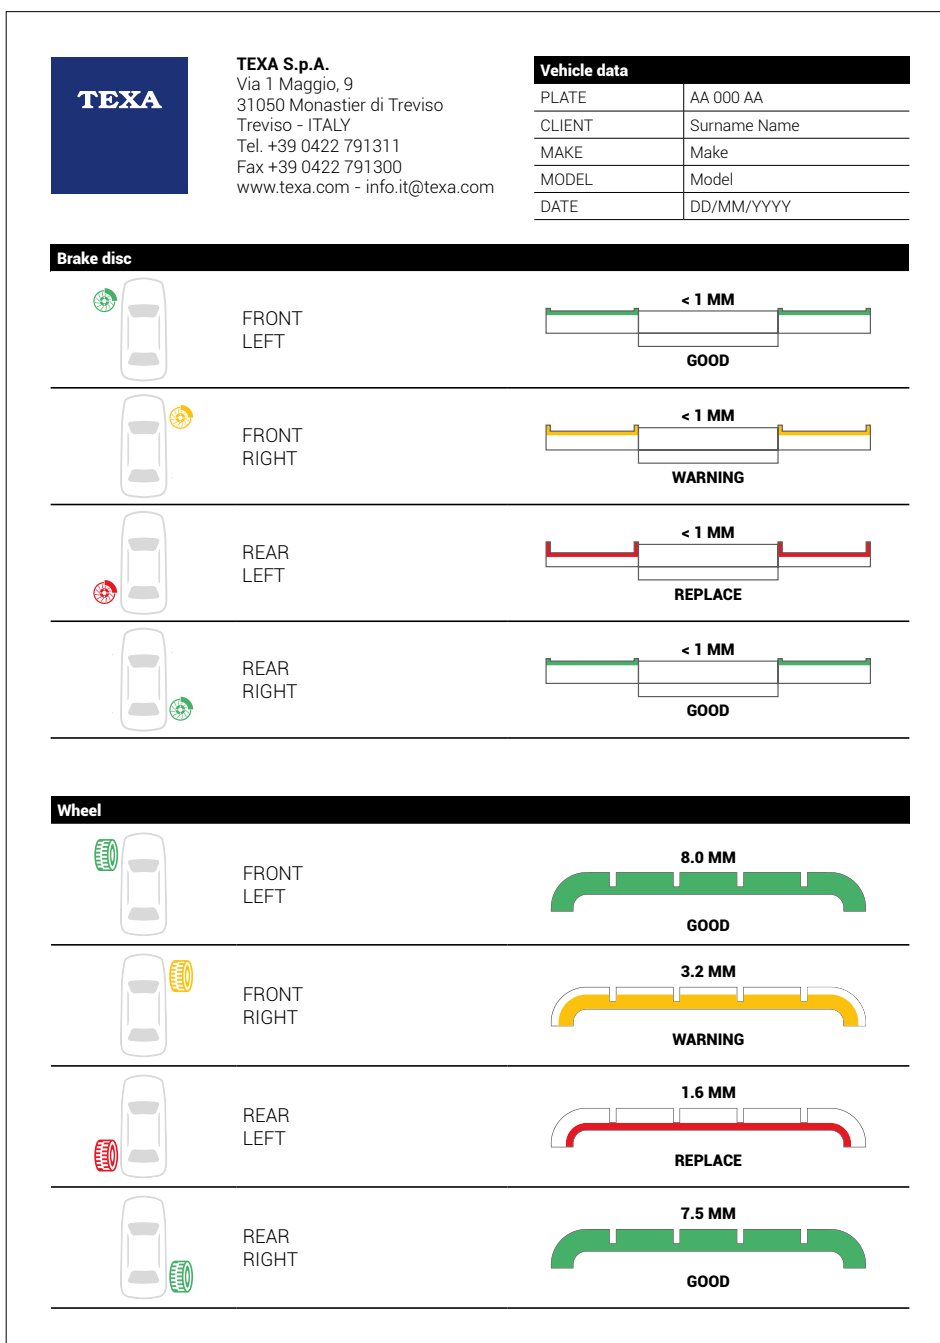 TEXA
TEXA S.p.A.
Via 1 Maggio, 9
31050 Monastier di Treviso
Treviso - ITALY
Tel. +39 0422 791311
Fax +39 0422 791300
www.texa.com - info.it@texa.com
Vehicle data
PLATE AA 000 AA
CLIENT Surname Name
MAKE Make
MODEL Model
DATE DD/MM/YYYY
Brake disc
FRONT
LEFT
< 1 MM
GOOD
FRONT
RIGHT
< 1 MM
WARNING
REAR
LEFT
< 1 MM
REPLACE
REAR
RIGHT
< 1 MM
GOOD
Wheel
FRONT
LEFT
8.0 MM
GOOD
FRONT
RIGHT
3.2 MM
WARNING
REAR
LEFT
1.6 MM
REPLACE
REAR
RIGHT
7.5 MM
GOOD